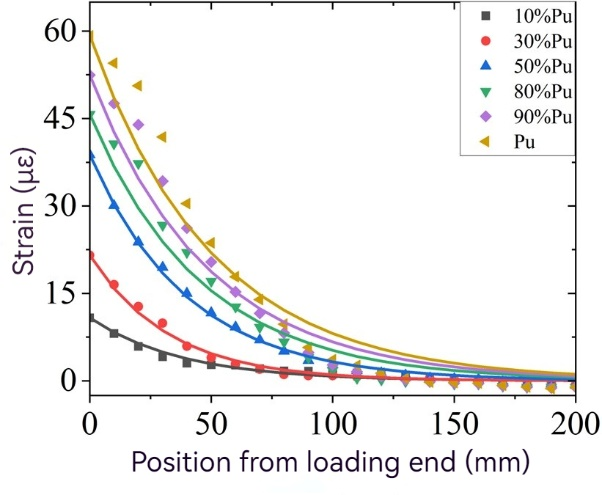 10%Pu
30%Pu
50%Pu
80%Pu
90%Pu
Pu
60
45
30
15
0
Strain (με)
0 50 100 150 200
Position from loading end (mm)